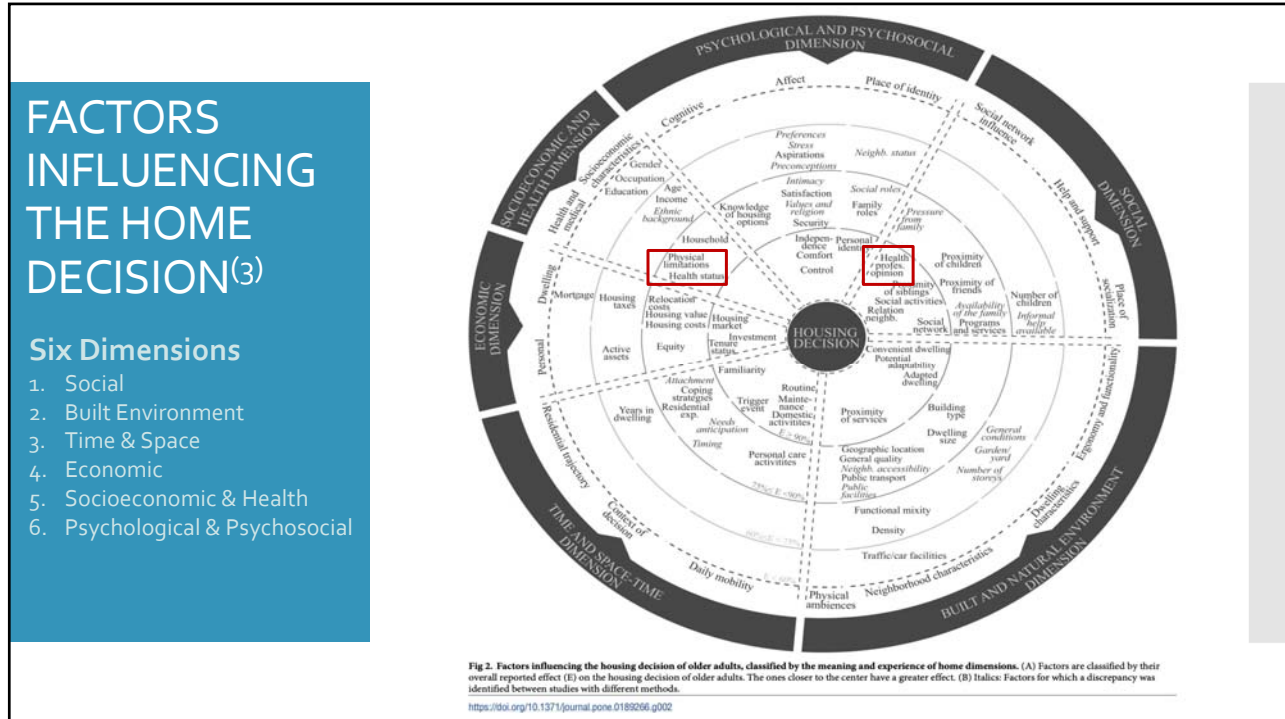 FACTORS
INFLUENCING
THE HOME
DECISION(3)
Six Dimensions
1. Social
2. Built Environment
3. Time & Space
4. Economic
5. Socioeconomic & Health
6. Psychological & Psychosocial
PSYCHOLOGICAL AND PSYCHOSOCIAL
DIMENSION
SOCIAL
DIMENSION
BUILT AND NATURAL ENVIRONMENT
DIMENSION
TIME AND SPACE-TIME
DIMENSION
ECONOMIC
DIMENSION
SOCIOECONOMIC AND
HEALTH DIMENSION
Cognitive
Affect
Place of identity
Social network
influence
Help and support
Place of
socialization
Ergonomy and functionality
Dwelling
characteristics
Neighborhood characteristics
Physical
ambiences
Daily mobility
Context of
decision
Residential trajectory
Personal
Dwelling
Health and
medical
Socioeconomic
characteristics
Gender
Occupation
Education
Age
Income
Ethnic
background
Household
Physical
limitations
Health status
Knowledge
of housing
options
Preferences
Stress
Aspirations
Preconceptions
Intimacy
Satisfaction
Values and
religion
Security
Indepen-
dence
Comfort
Control
Neighb. status
Social roles
Family
roles
Personal
identity
Pressure
from
family
Health
profes.
opinion
Proximity
of children
Proximity
of siblings
Proximity of
friends
Social activities
Relation
neighb.
Availability
of the family
Social
network
Programs
and services
Number of
children
Informal
help
available
HOUSING
DECISION
Mortgage
Housing
taxes
Relocation
costs
Housing value
Housing costs
Housing
market
Investment
Active
assets
Equity
Tenure
status
Familiarity
Attachment
Coping
strategies
Residential
exp.
Years in
dwelling
Needs
anticipation
Timing
Trigger
event
Routine
Mainte-
nance
Domestic
activitites
E > 90%
Personal care
activitites
75%< E <90%
Convenient dwelling
Potential
adaptability
Adapted
dwelling
Proximity
of services
Building
type
Dwelling
size
General
conditions
Garden/
yard
Number of
storeys
Geographic location
General quality
Neighb. accessibility
Public transport
Public
facilities
Functional mixity
Density
Traffic/car facilities
Fig 2. Factors influencing the housing decision of older adults, classified by the meaning and experience of home dimensions. (A) Factors are classified by their
overall reported effect (E) on the housing decision of older adults. The ones closer to the center have a greater effect. (B) Italics: Factors for which a discrepancy was
identified between studies with different methods.
https://doi.org/10.1371/journal.pone.0189266.g002